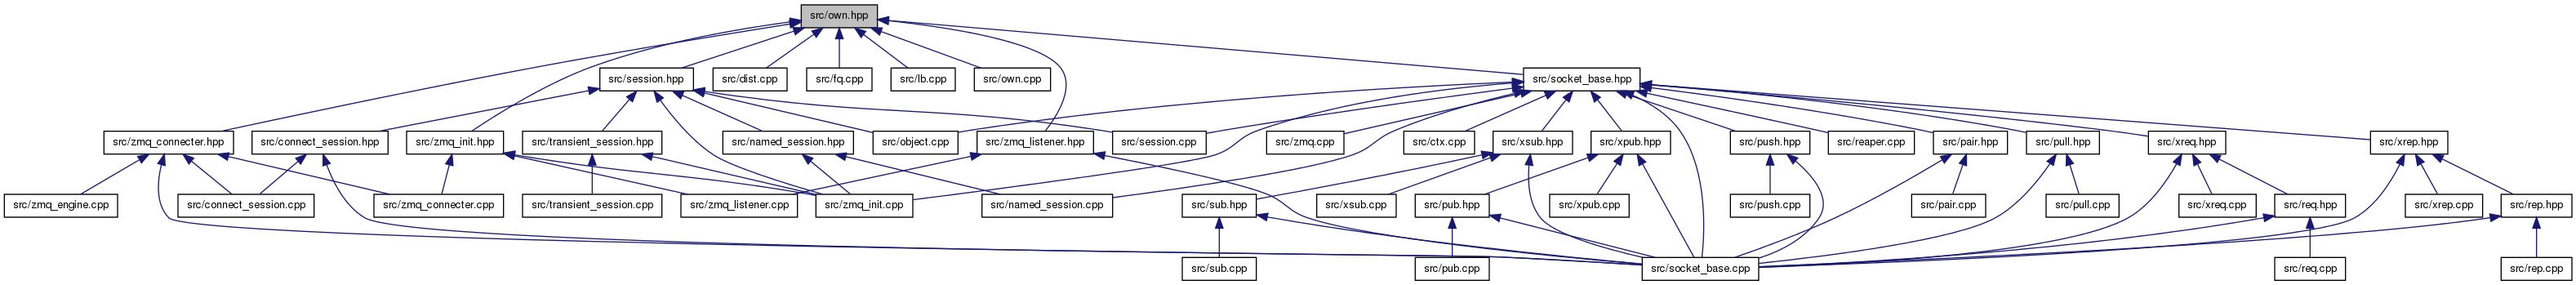 src/own.hpp
src/session.hpp
src/dist.cpp
src/fq.cpp
src/lb.cpp
src/own.cpp
src/socket_base.hpp
src/zmq_connecter.hpp
src/connect_session.hpp
src/zmq_init.hpp
src/transient_session.hpp
src/named_session.hpp
src/object.cpp
src/zmq_listener.hpp
src/session.cpp
src/zmq.cpp
src/ctx.cpp
src/xsub.hpp
src/xpub.hpp
src/push.hpp
src/reaper.cpp
src/pair.hpp
src/pull.hpp
src/xreq.hpp
src/xrep.hpp
src/zmq_engine.cpp
src/connect_session.cpp
src/zmq_connecter.cpp
src/transient_session.cpp
src/zmq_listener.cpp
src/zmq_init.cpp
src/named_session.cpp
src/sub.hpp
src/xsub.cpp
src/pub.hpp
src/xpub.cpp
src/push.cpp
src/pair.cpp
src/pull.cpp
src/xreq.cpp
src/req.hpp
src/xrep.cpp
src/rep.hpp
src/sub.cpp
src/pub.cpp
src/socket_base.cpp
src/req.cpp
src/rep.cpp